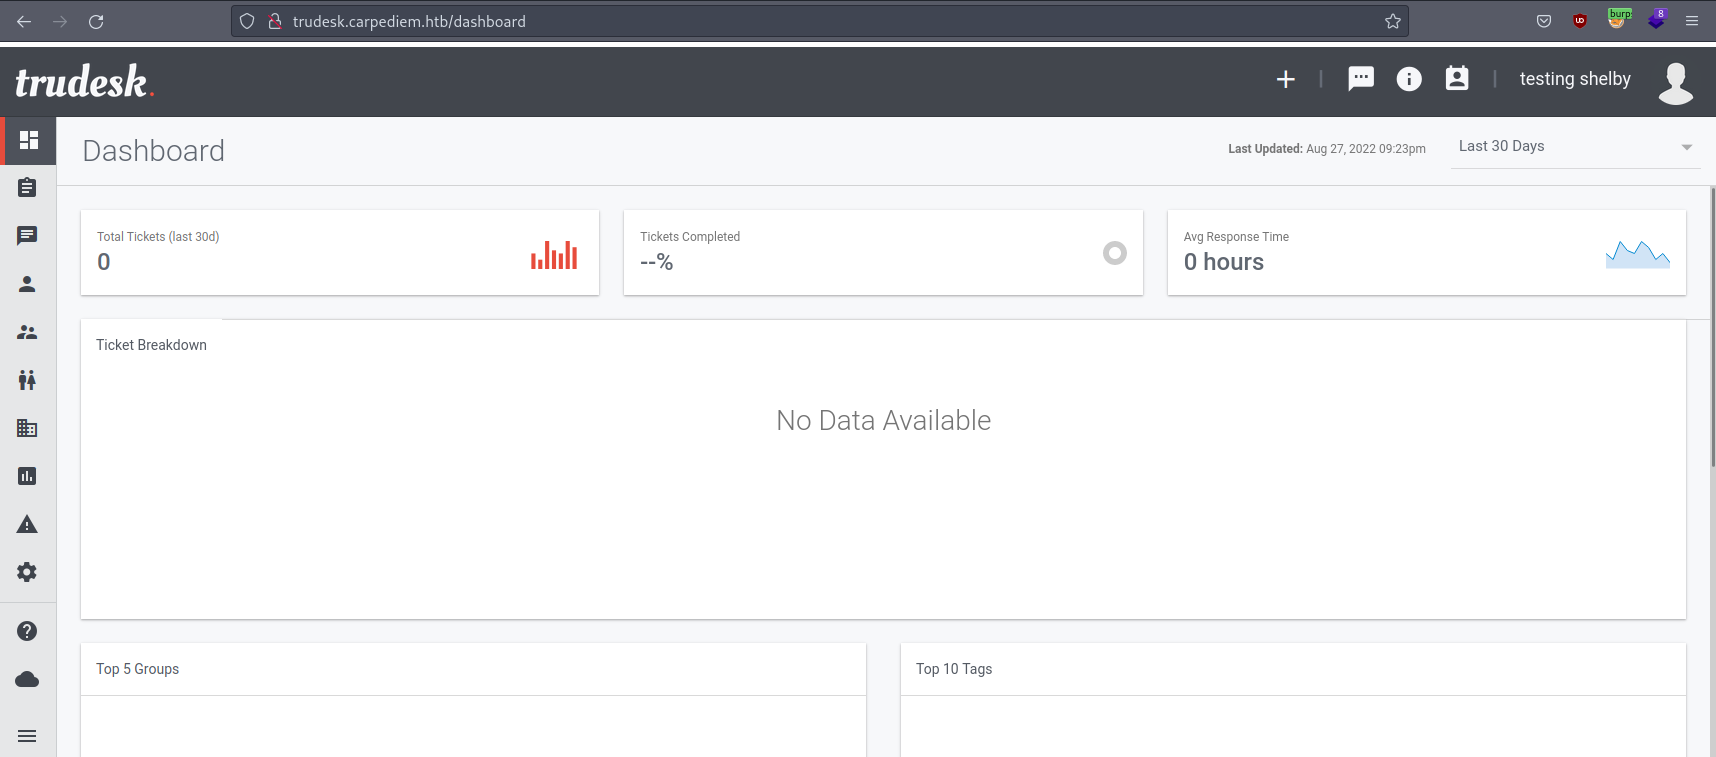 trudesk.carpediem.htb/dashboard
burp
8
trudesk.
testing shelby
Dashboard
Last Updated: Aug 27, 2022 09:23pm
Last 30 Days
Total Tickets (last 30d)
0
Tickets Completed
--%
Avg Response Time
0 hours
Ticket Breakdown
No Data Available
Top 5 Groups
Top 10 Tags